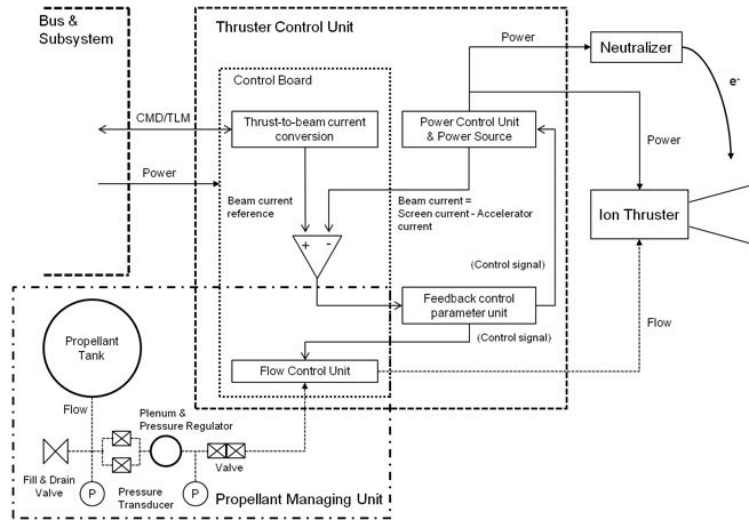 Bus &
Subsystem
Thruster Control Unit
Power
Neutralizer
e-
Control Board
CMD/TLM
Thrust-to-beam current
conversion
Power Control Unit
& Power Source
Power
Power
Beam current
reference
Beam current =
Screen current - Accelerator
current
Ion Thruster
+ -
(Control signal)
Feedback control
parameter unit
Propellant
Tank
(Control signal)
Flow
Flow Control Unit
Flow
Plenum &
Pressure Regulator
Valve
Fill & Drain
Valve
P
Pressure
Transducer
P
Propellant Managing Unit